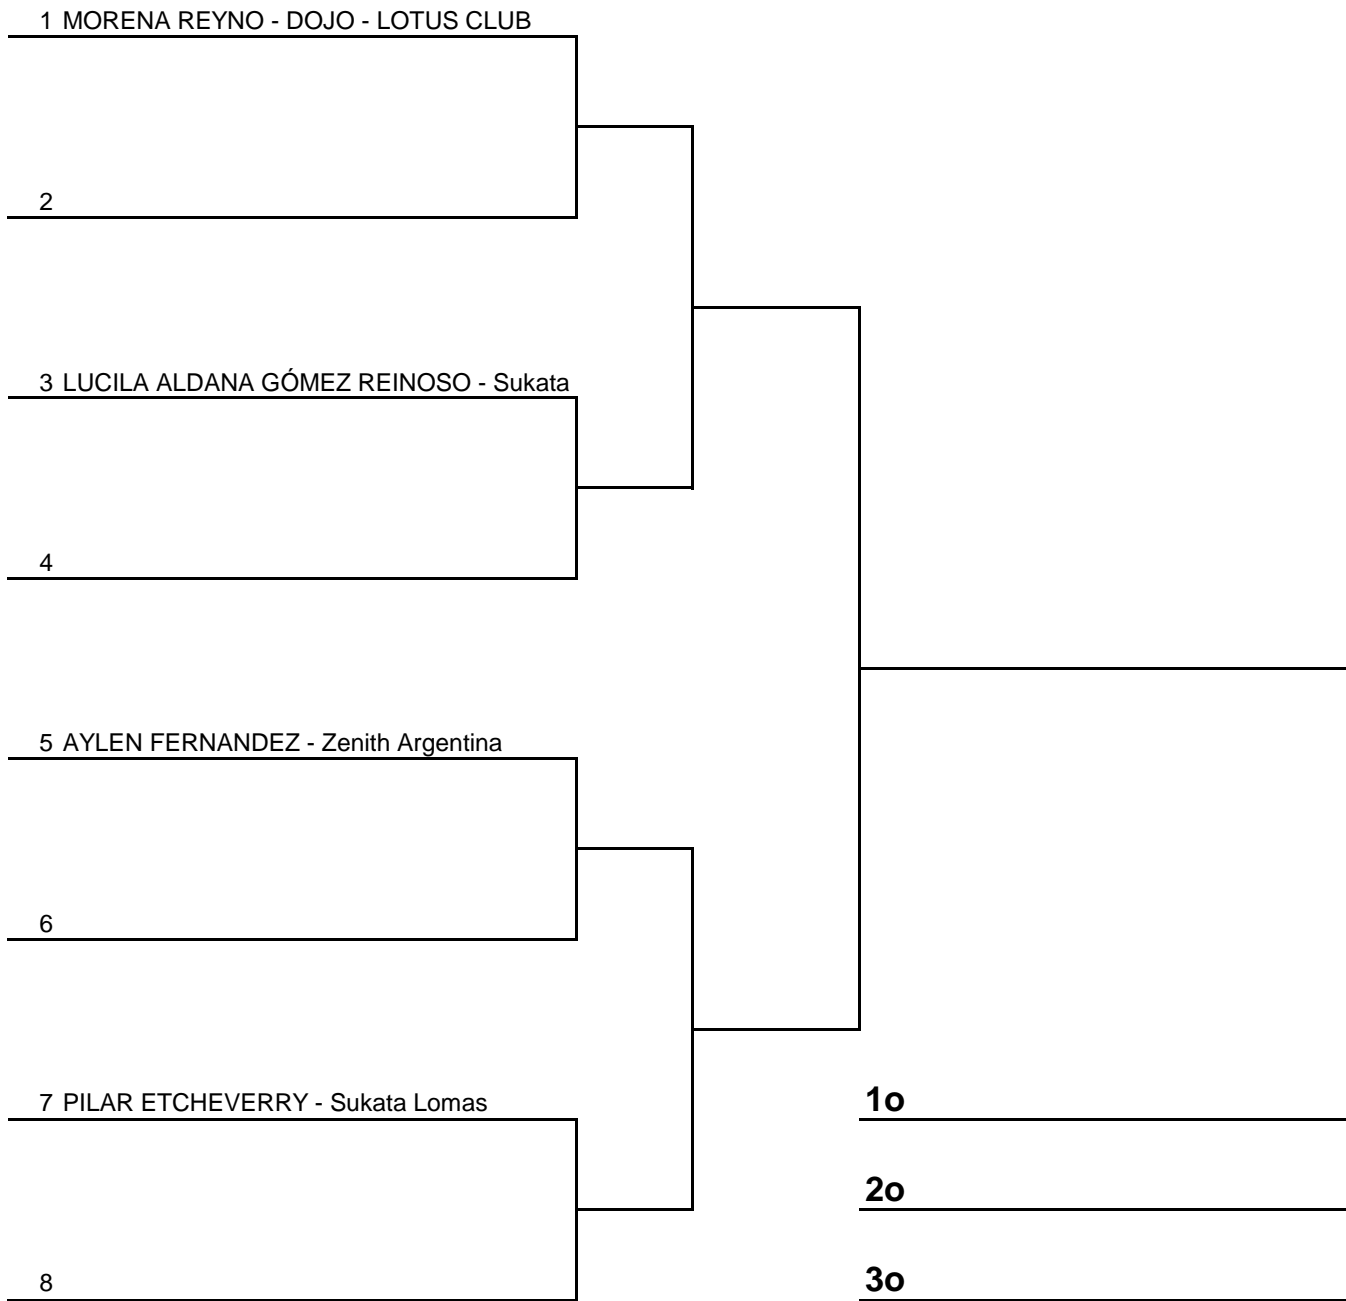 1 MORENA REYNO - DOJO - LOTUS CLUB
2
3 LUCILA ALDANA GÓMEZ REINOSO - Sukata
4
5 AYLEN FERNANDEZ - Zenith Argentina
6
7 PILAR ETCHEVERRY - Sukata Lomas
1o
2o
8
3o